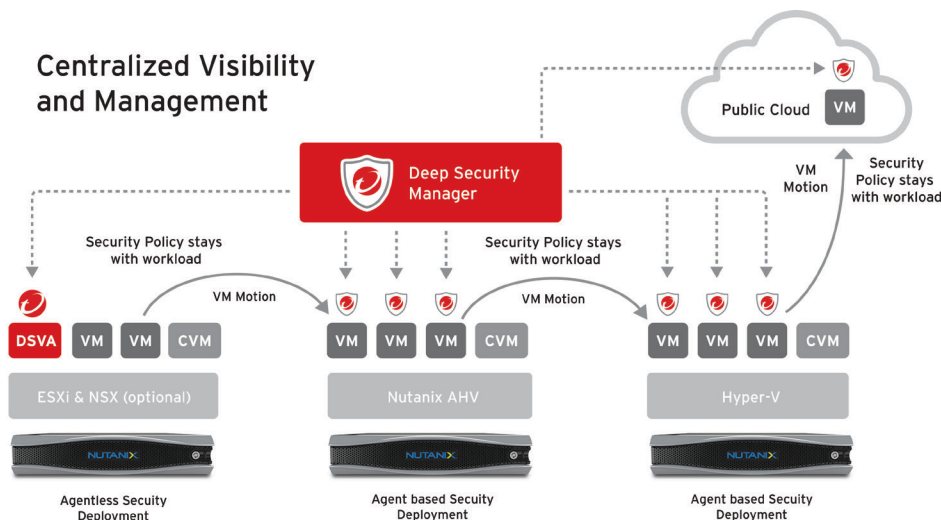 Centralized Visibility
and Management
Public Cloud
VM
Deep Security
Manager
VM
Motion
Security
Policy stays
with workload
Security Policy stays
with workload
VM Motion
Security Policy stays
with workload
VM Motion
DSVA
VM
VM
CVM
VM
VM
VM
CVM
VM
VM
VM
CVM
ESXi & NSX (optional)
Nutanix AHV
Hyper-V
NUTANIX
NUTANIX
NUTANIX
Agentless Secuity
Deployment
Agent based Secuity
Deployment
Agent based Secuity
Deployment